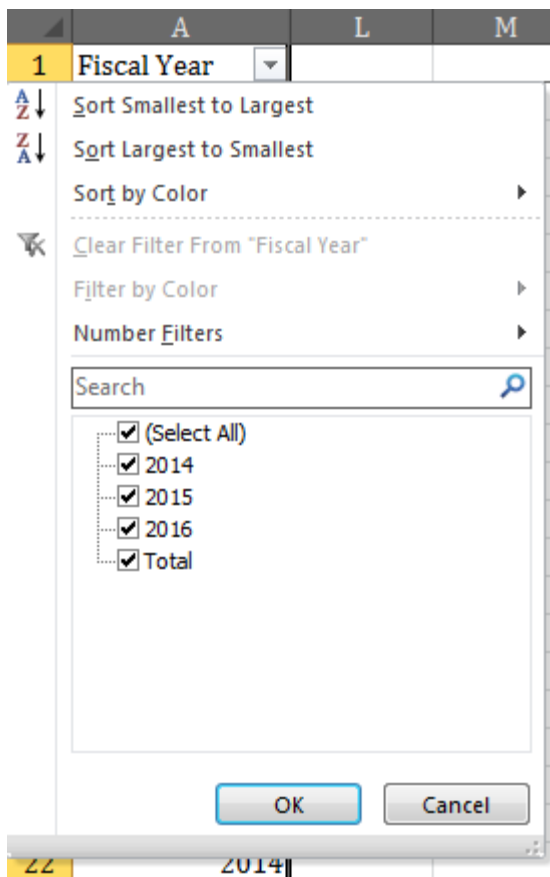 A L M
1 Fiscal Year
Sort Smallest to Largest
Sort Largest to Smallest
Sort by Color
Clear Filter From "Fiscal Year"
Filter by Color
Number Filters
Search
(Select All)
2014
2015
2016
Total
OK Cancel
22 2014